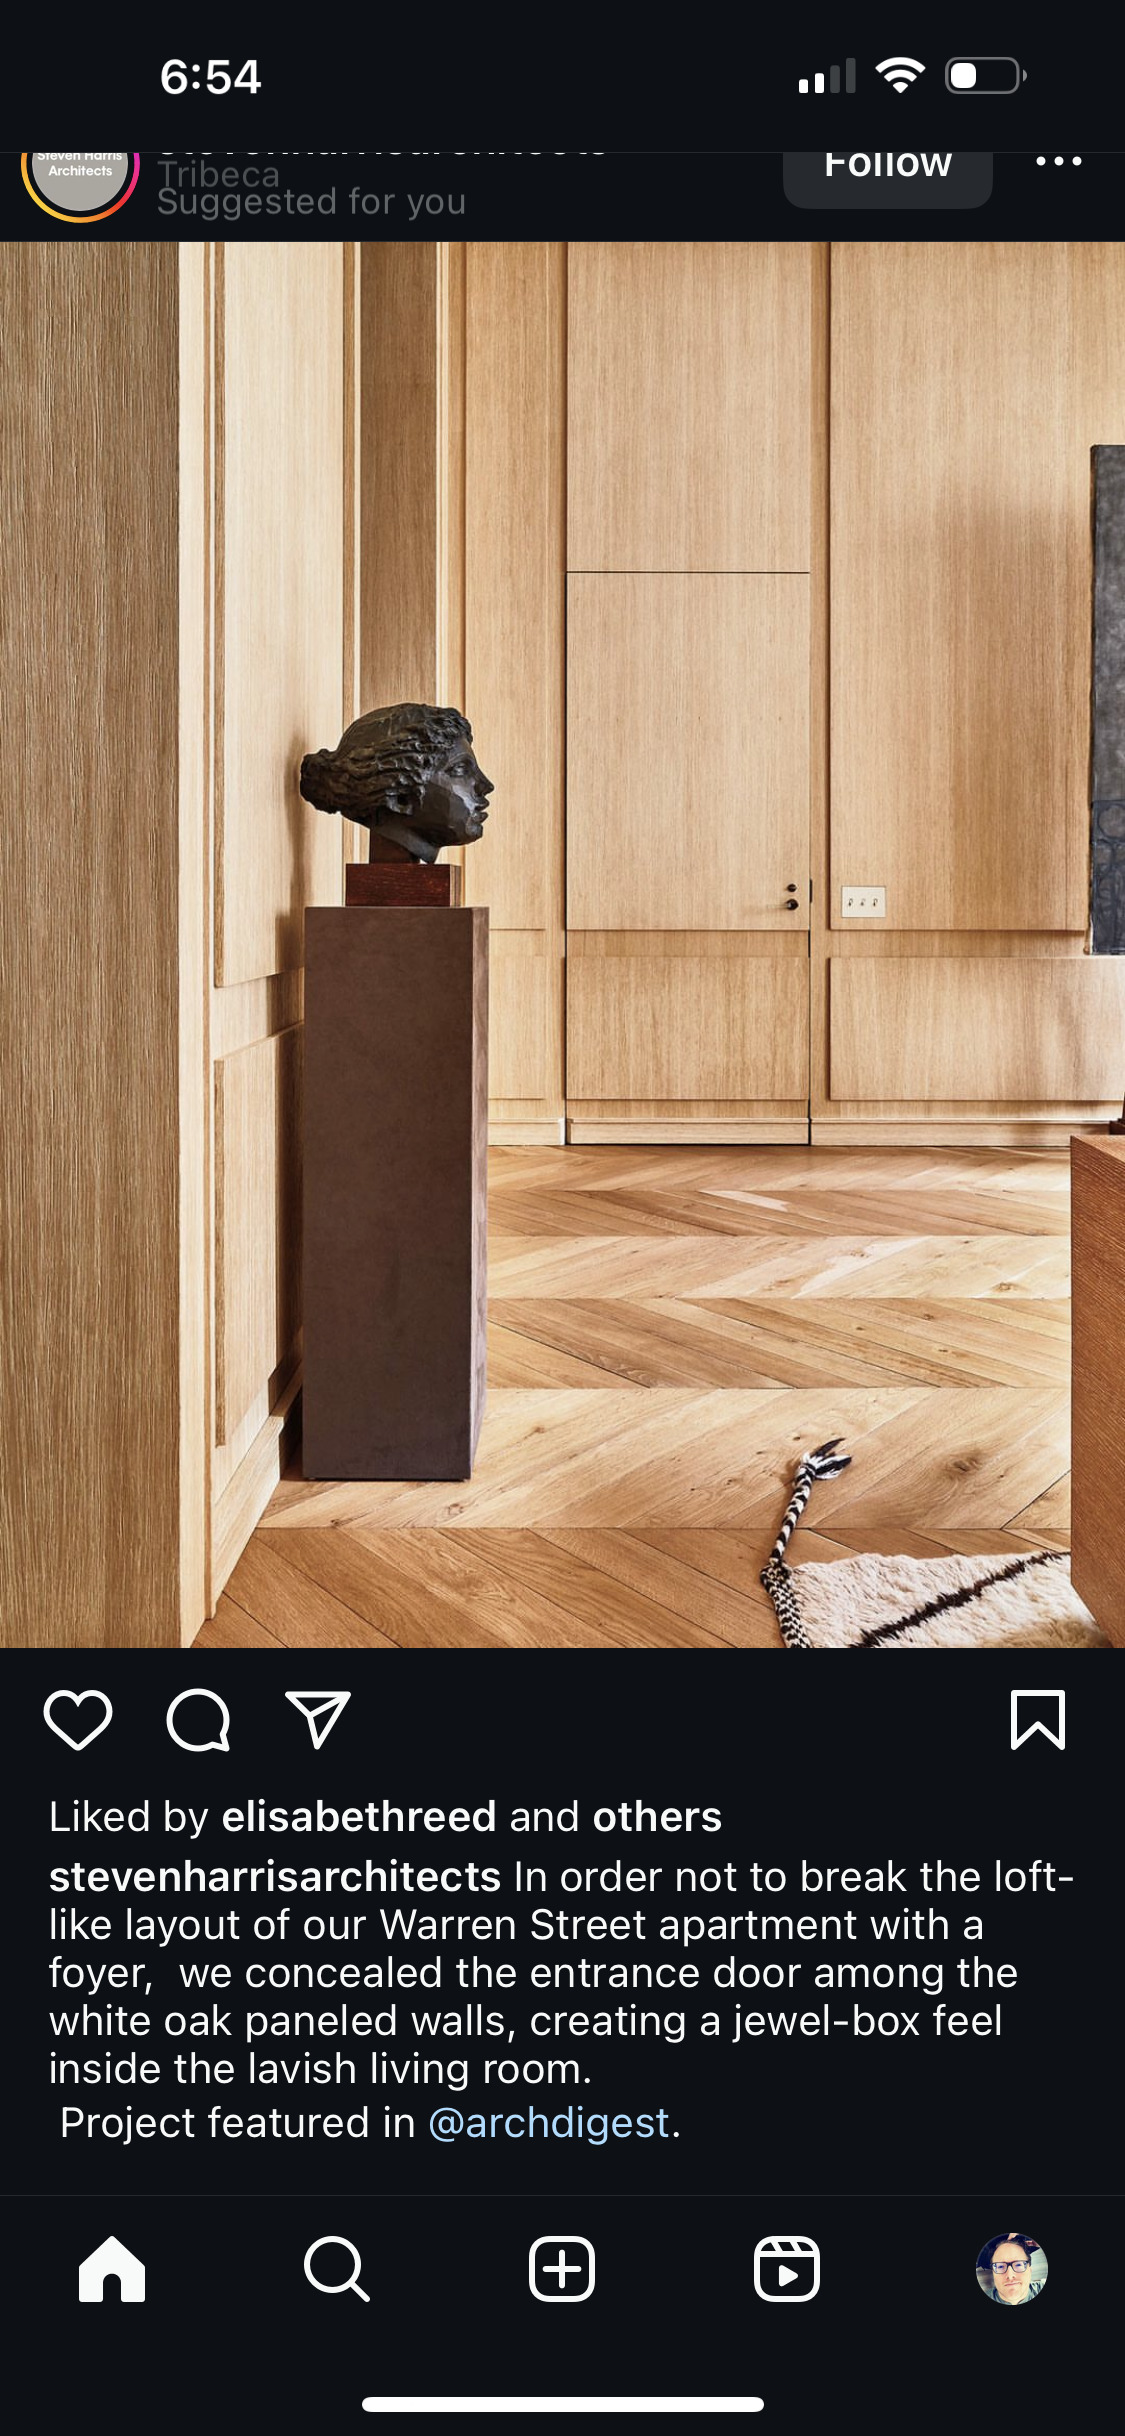 6:54
Steven Harris
Architects
stevenharrisarchitects
Tribeca
Suggested for you
Follow
Liked by elisabethreed and others
stevenharrisarchitects In order not to break the loft-
like layout of our Warren Street apartment with a
foyer,  we concealed the entrance door among the
white oak paneled walls, creating a jewel-box feel
inside the lavish living room.
Project featured in @archdigest.